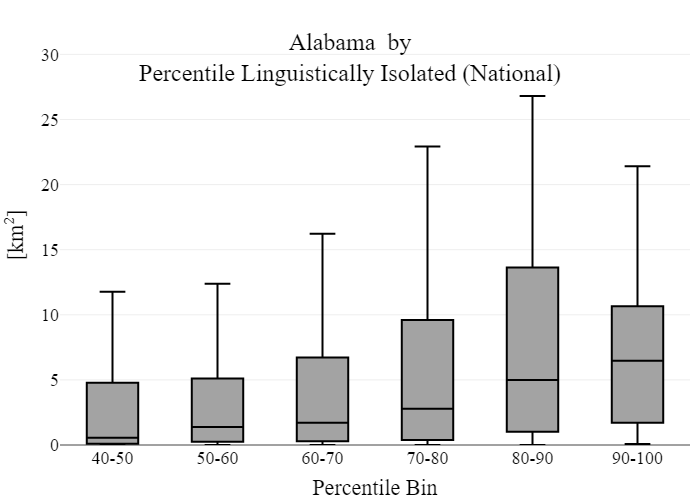 Alabama by
Percentile Linguistically Isolated (National)
30
25
20
15
10
5
0
[km²]
40-50 50-60 60-70 70-80 80-90 90-100
Percentile Bin